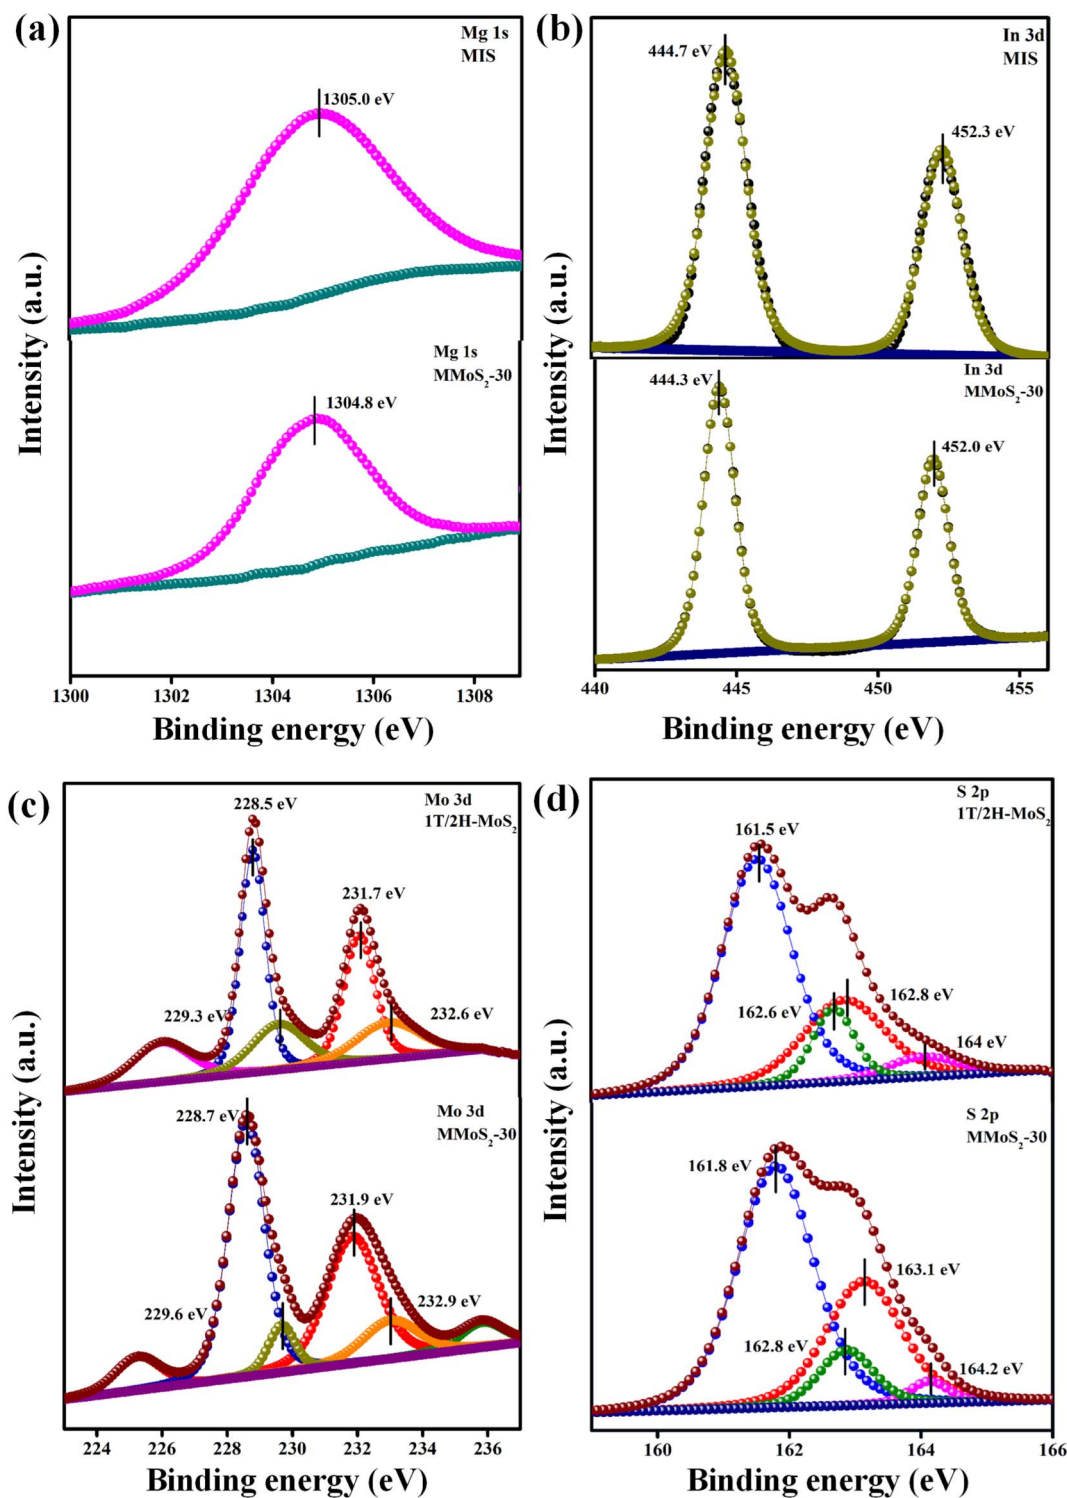 (a)
Mg 1s
MIS
1305.0 eV
Mg 1s
MMoS₂-30
1304.8 eV
Intensity (a.u.)
1300 1302 1304 1306 1308
Binding energy (eV)
(b)
In 3d
MIS
444.7 eV
452.3 eV
In 3d
MMoS₂-30
444.3 eV
452.0 eV
Intensity (a.u.)
440 445 450 455
Binding energy (eV)
(c)
Mo 3d
1T/2H-MoS₂
228.5 eV
231.7 eV
229.3 eV
232.6 eV
Mo 3d
MMoS₂-30
228.7 eV
231.9 eV
229.6 eV
232.9 eV
Intensity (a.u.)
224 226 228 230 232 234 236
Binding energy (eV)
(d)
S 2p
1T/2H-MoS₂
161.5 eV
162.6 eV
162.8 eV
164 eV
S 2p
MMoS₂-30
161.8 eV
163.1 eV
162.8 eV
164.2 eV
Intensity (a.u.)
160 162 164 166
Binding energy (eV)